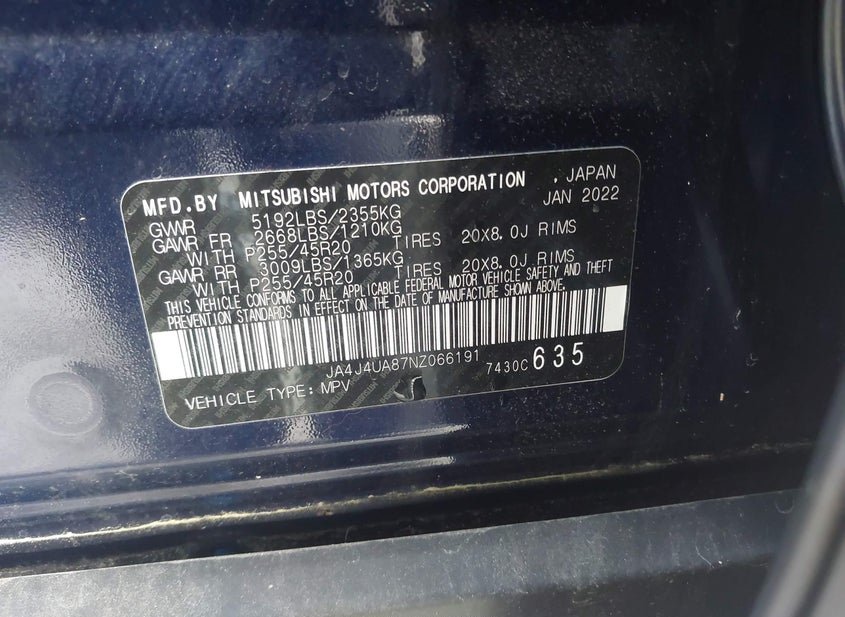 MFD.BY MITSUBISHI MOTORS CORPORATION , JAPAN
JAN 2022
GVWR 5192LBS/2355KG
GAWR FR 2668LBS/1210KG
WITH P255/45R20 TIRES 20X8.0J RIMS
GAWR RR 3009LBS/1365KG
WITH P255/45R20 TIRES 20X8.0J RIMS
THIS VEHICLE CONFORMS TO ALL APPLICABLE FEDERAL MOTOR VEHICLE SAFETY AND THEFT
PREVENTION STANDARDS IN EFFECT ON THE DATE OF MANUFACTURE SHOWN ABOVE.
JA4J4UA87NZ066191 7430C635
VEHICLE TYPE:MPV